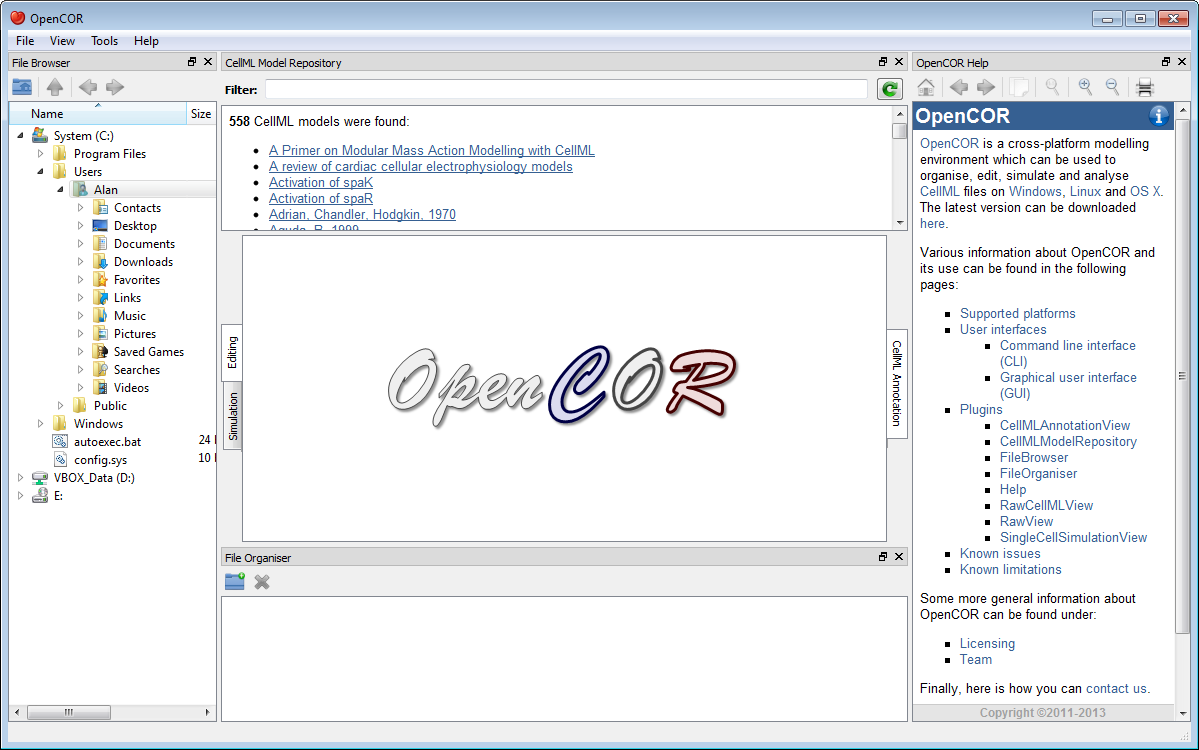 OpenCOR
File View Tools Help
File Browser
Name Size
System (C:)
Program Files
Users
Alan
Contacts
Desktop
Documents
Downloads
Favorites
Links
Music
Pictures
Saved Games
Searches
Videos
Public
Windows
autoexec.bat 24
config.sys 10
VBOX_Data (D:)
E:
CellML Model Repository
Filter:
558 CellML models were found:
A Primer on Modular Mass Action Modelling with CellML
A review of cardiac cellular electrophysiology models
Activation of spaK
Activation of spaR
Adrian, Chandler, Hodgkin, 1970
Editing
Simulation
OpenCOR
CellML Annotation
File Organiser
OpenCOR Help
OpenCOR
OpenCOR is a cross-platform modelling
environment which can be used to
organise, edit, simulate and analyse
CellML files on Windows, Linux and OS X.
The latest version can be downloaded
here.
Various information about OpenCOR and
its use can be found in the following
pages:
Supported platforms
User interfaces
Command line interface
(CLI)
Graphical user interface
(GUI)
Plugins
CellMLAnnotationView
CellMLModelRepository
FileBrowser
FileOrganiser
Help
RawCellMLView
RawView
SingleCellSimulationView
Known issues
Known limitations
Some more general information about
OpenCOR can be found under:
Licensing
Team
Finally, here is how you can contact us.
Copyright ©2011-2013